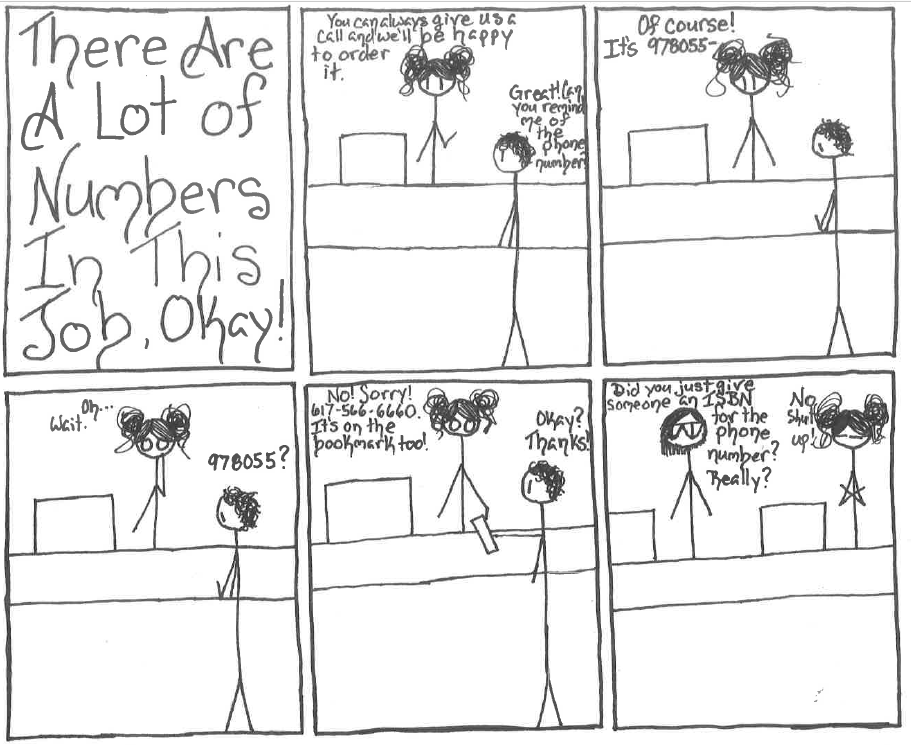 There Are
A Lot of
Numbers
In This
Job, Okay!
You can always give us a
call and we'll be happy
to order
it.
Great! Can
you remind
me of
the
phone
number?
Of course!
It's 978055-
Oh...
Wait.
978055?
No! Sorry!
617-566-6660.
It's on the
bookmark too!
Okay?
Thanks!
Did you just give
someone an ISBN
for the
phone
number?
Really?
No
Shut
up!